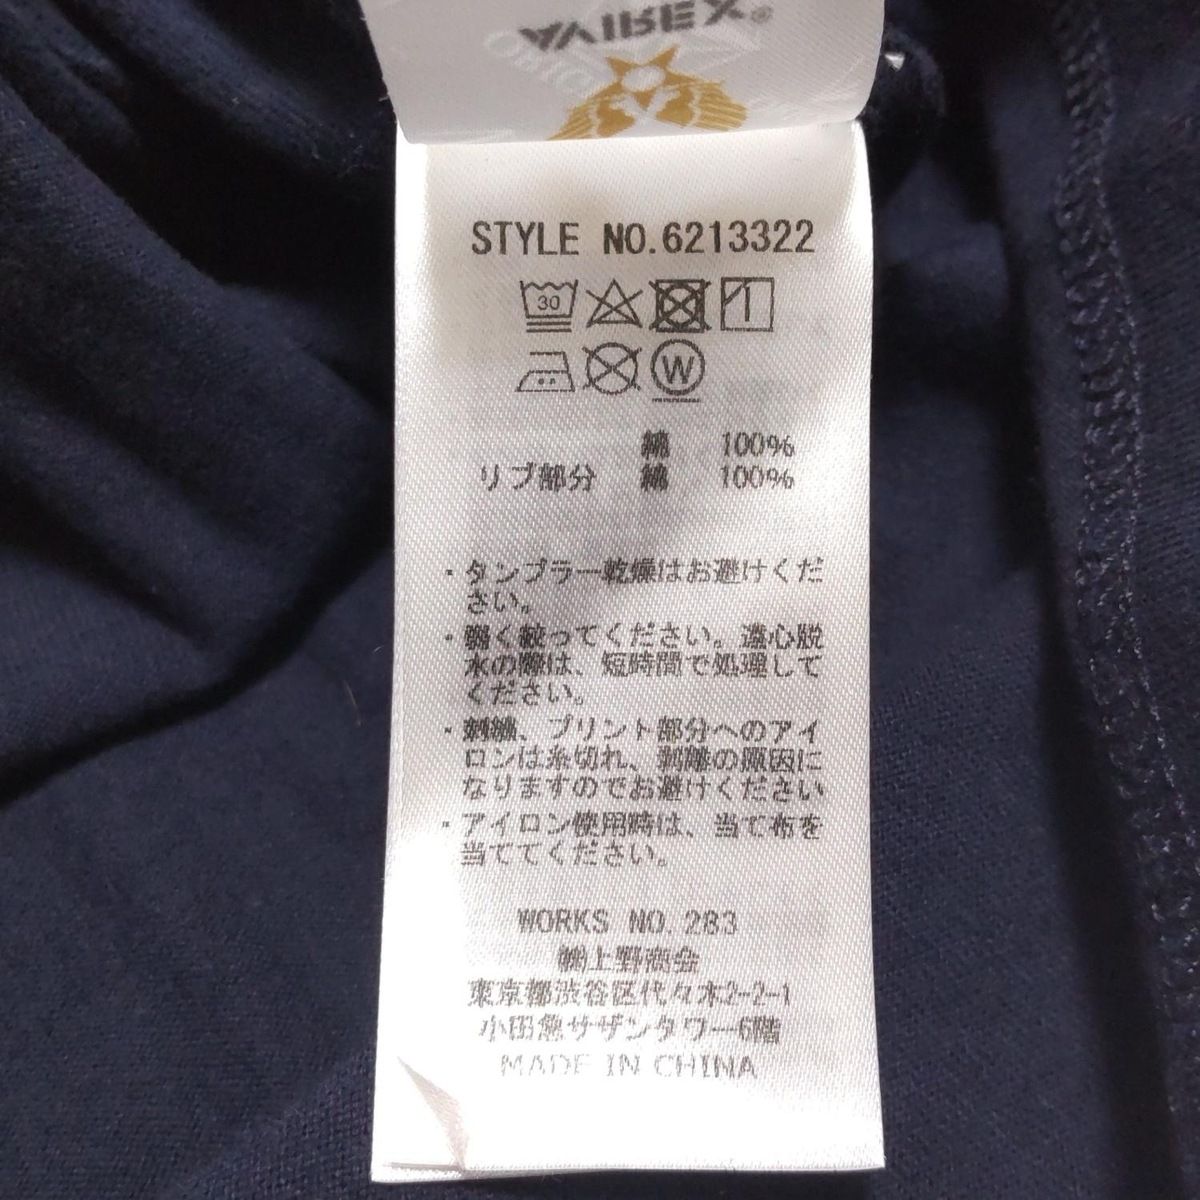 AVIREX®
STYLE NO.6213322
30
W
綿 100%
リブ部分 綿 100%
・タンブラー乾燥はお避けくだ
さい。
・弱く絞ってください。遠心脱
水の際は、短時間で処理して
ください。
・刺繍、プリント部分へのアイ
ロンは糸切れ、剥離の原因に
なりますのでお避けください
・アイロン使用時は、当て布を
当ててください。
WORKS NO.283
㈱上野商会
東京都渋谷区代々木2-2-1
小田急サザンタワー6階
MADE IN CHINA